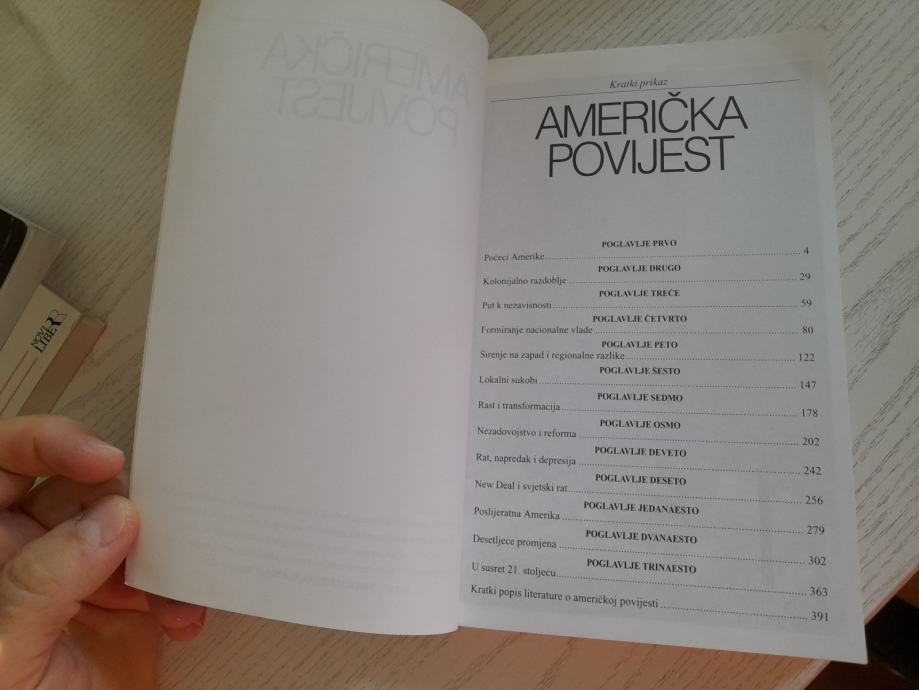 NOVI
LIBER
Kratki prikaz
AMERIČKA
POVIJEST
POGLAVLJE PRVO
Počeci Amerike 4
POGLAVLJE DRUGO
Kolonijalno razdoblje 29
POGLAVLJE TREĆE
Put k nezavisnosti 59
POGLAVLJE ČETVRTO
Formiranje nacionalne vlade 80
POGLAVLJE PETO
Širenje na zapad i regionalne razlike 122
POGLAVLJE ŠESTO
Lokalni sukobi 147
POGLAVLJE SEDMO
Rast i transformacija 178
POGLAVLJE OSMO
Nezadovojstvo i reforma 202
POGLAVLJE DEVETO
Rat, napredak i depresija 242
POGLAVLJE DESETO
New Deal i svjetski rat 256
POGLAVLJE JEDANAESTO
Poslijeratna Amerika 279
POGLAVLJE DVANAESTO
Desetljeće promjena 302
POGLAVLJE TRINAESTO
U susret 21. stoljeću 363
Kratki popis literature o američkoj povijesti 391